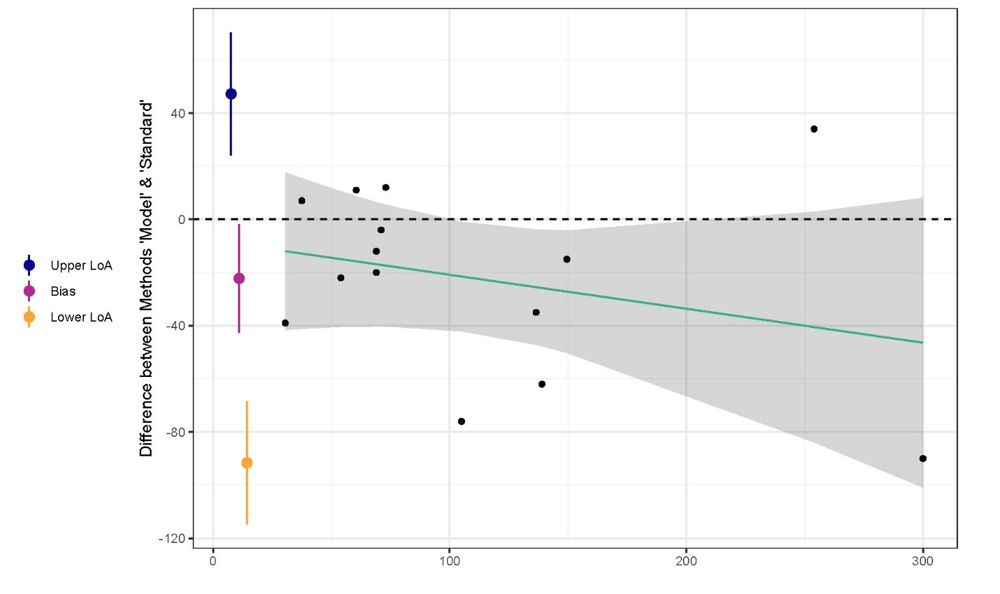 Difference between Methods 'Model' & 'Standard'
40
0
-40
-80
-120
0
100
200
300
Upper LoA
Bias
Lower LoA